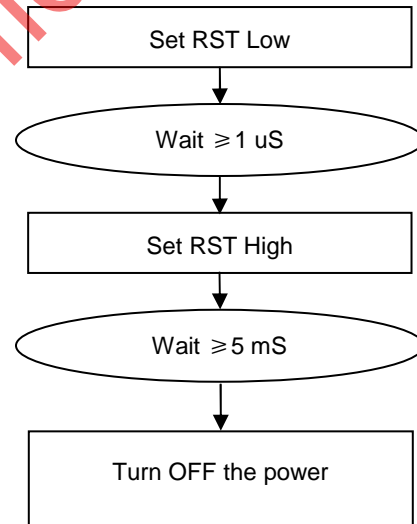 Set RST Low
Wait ≥1 uS
Set RST High
Wait ≥5 mS
Turn OFF the power